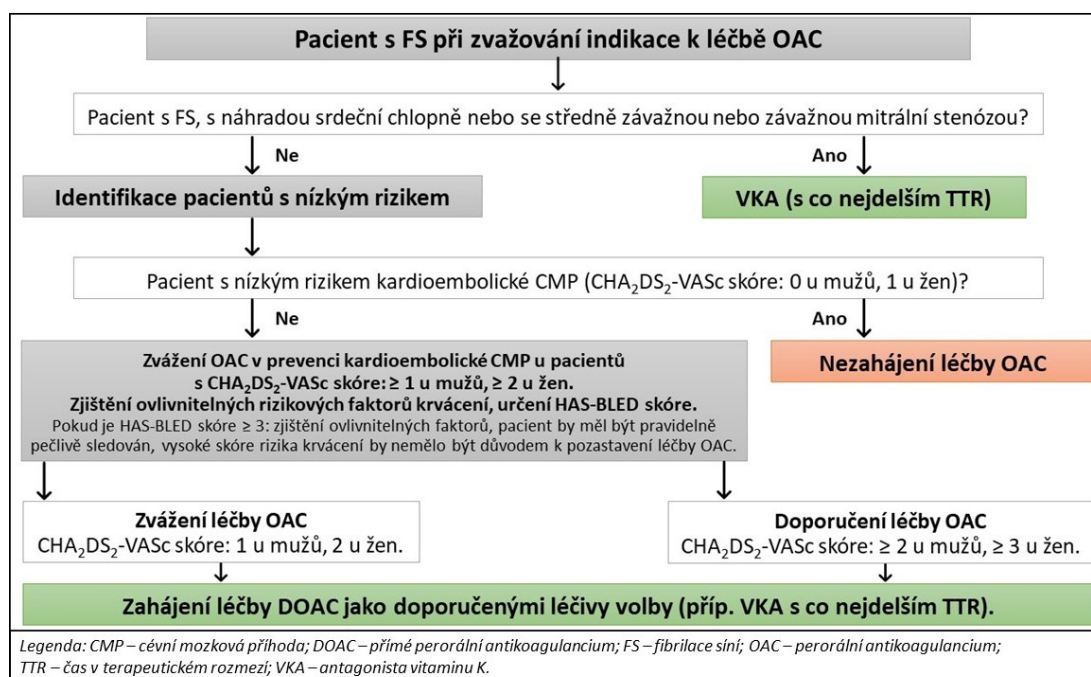 Pacient s FS při zvažování indikace k léčbě OAC
Pacient s FS, s náhradou srdeční chlopně nebo se středně závažnou nebo závažnou mitrální stenózou?
Ne
Ano
Identifikace pacientů s nízkým rizikem
VKA (s co nejdelším TTR)
Pacient s nízkým rizikem kardioembolické CMP (CHA₂DS₂-VASc skóre: 0 u mužů, 1 u žen)?
Ne
Ano
Zvážení OAC v prevenci kardioembolické CMP u pacientů
s CHA₂DS₂-VASc skóre: ≥ 1 u mužů, ≥ 2 u žen.
Zjištění ovlivnitelných rizikových faktorů krvácení, určení HAS-BLED skóre.
Pokud je HAS-BLED skóre ≥ 3: zjištění ovlivnitelných faktorů, pacient by měl být pravidelně
pečlivě sledován, vysoké skóre rizika krvácení by nemělo být důvodem k pozastavení léčby OAC.
Nezahájení léčby OAC
Zvážení léčby OAC
CHA₂DS₂-VASc skóre: 1 u mužů, 2 u žen.
Doporučení léčby OAC
CHA₂DS₂-VASc skóre: ≥ 2 u mužů, ≥ 3 u žen.
Zahájení léčby DOAC jako doporučenými léčivy volby (příp. VKA s co nejdelším TTR).
Legenda: CMP – cévní mozková příhoda; DOAC – přímé perorální antikoagulancium; FS – fibrilace síní; OAC – perorální antikoagulancium;
TTR – čas v terapeutickém rozmezí; VKA – antagonista vitaminu K.